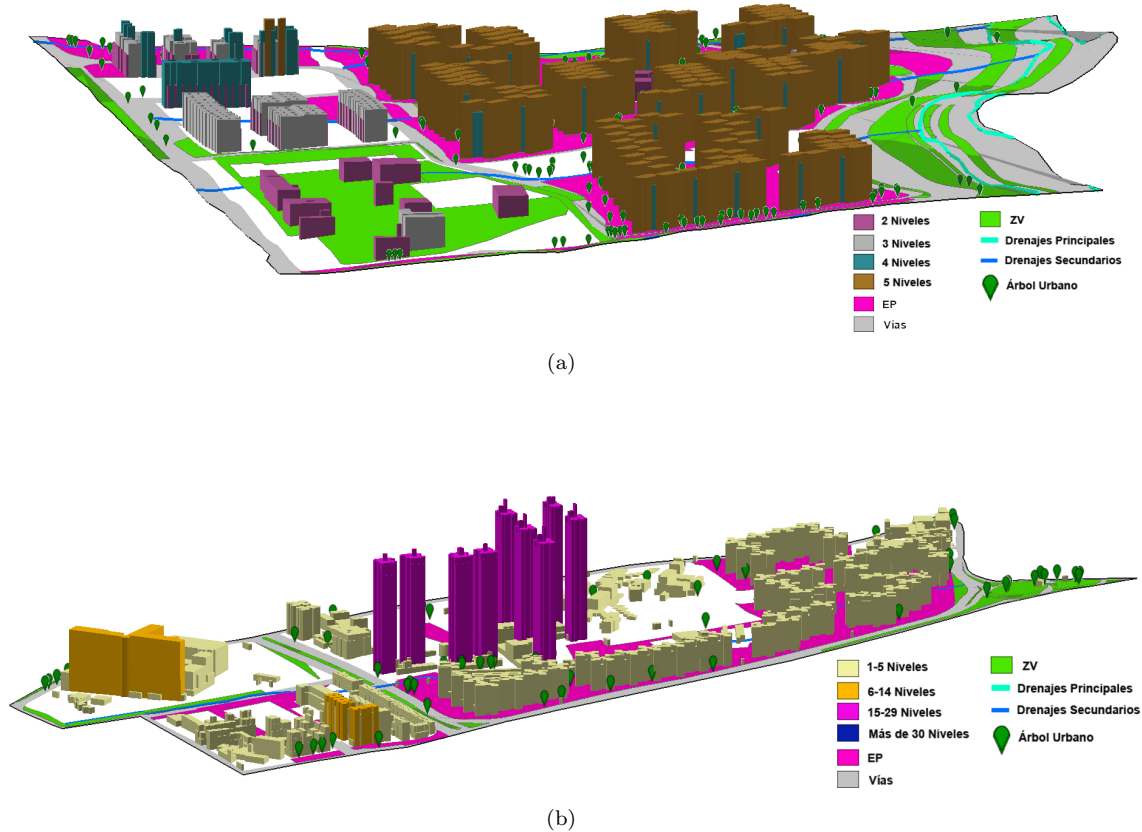 2 Niveles
3 Niveles
4 Niveles
5 Niveles
EP
Vías
ZV
Drenajes Principales
Drenajes Secundarios
Árbol Urbano
(a)
1-5 Niveles
6-14 Niveles
15-29 Niveles
Más de 30 Niveles
EP
Vías
ZV
Drenajes Principales
Drenajes Secundarios
Árbol Urbano
(b)